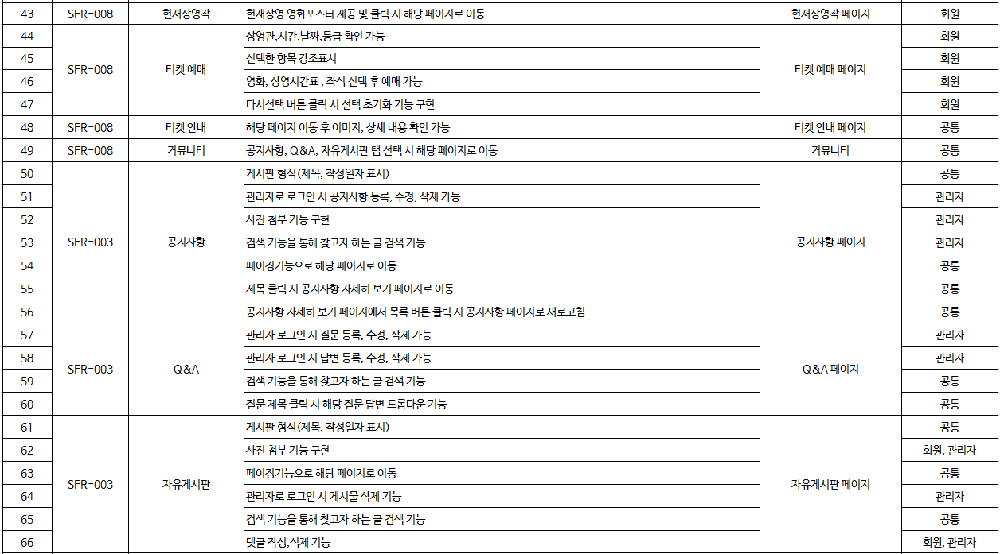 43 SFR-008 현재상영작 현재상영 영화포스터 제공 및 클릭 시 해당 페이지로 이동 현재상영작 페이지 회원
44 상영관,시간,날짜,등급 확인 가능 회원
45 선택한 항목 강조표시 회원
SFR-008 티켓 예매 티켓 예매 페이지
46 영화, 상영시간표 , 좌석 선택 후 예매 가능 회원
47 다시선택 버튼 클릭 시 선택 초기화 기능 구현 회원
48 SFR-008 티켓 안내 해당 페이지 이동 후 이미지, 상세 내용 확인 가능 티켓 안내 페이지 공통
49 SFR-008 커뮤니티 공지사항, Q&A, 자유게시판 탭 선택 시 해당 페이지로 이동 커뮤니티 공통
50 게시판 형식(제목, 작성일자 표시) 공통
51 관리자로 로그인 시 공지사항 등록, 수정, 삭제 가능 관리자
52 사진 첨부 기능 구현 관리자
53 SFR-003 공지사항 검색 기능을 통해 찾고자 하는 글 검색 기능 공지사항 페이지 관리자
54 페이징기능으로 해당 페이지로 이동 공통
55 제목 클릭 시 공지사항 자세히 보기 페이지로 이동 공통
56 공지사항 자세히 보기 페이지에서 목록 버튼 클릭 시 공지사항 페이지로 새로고침 공통
57 관리자 로그인 시 질문 등록, 수정, 삭제 가능 관리자
58 관리자 로그인 시 답변 등록, 수정, 삭제 가능 관리자
SFR-003 Q&A Q&A 페이지
59 검색 기능을 통해 찾고자 하는 글 검색 기능 공통
60 질문 제목 클릭 시 해당 질문 답변 드롭다운 기능 공통
61 게시판 형식(제목, 작성일자 표시) 공통
62 사진 첨부 기능 구현 회원, 관리자
63 페이징기능으로 해당 페이지로 이동 공통
SFR-003 자유게시판 자유게시판 페이지
64 관리자로 로그인 시 게시물 삭제 기능 관리자
65 검색 기능을 통해 찾고자 하는 글 검색 기능 공통
66 댓글 작성,식제 기능 회원, 관리자